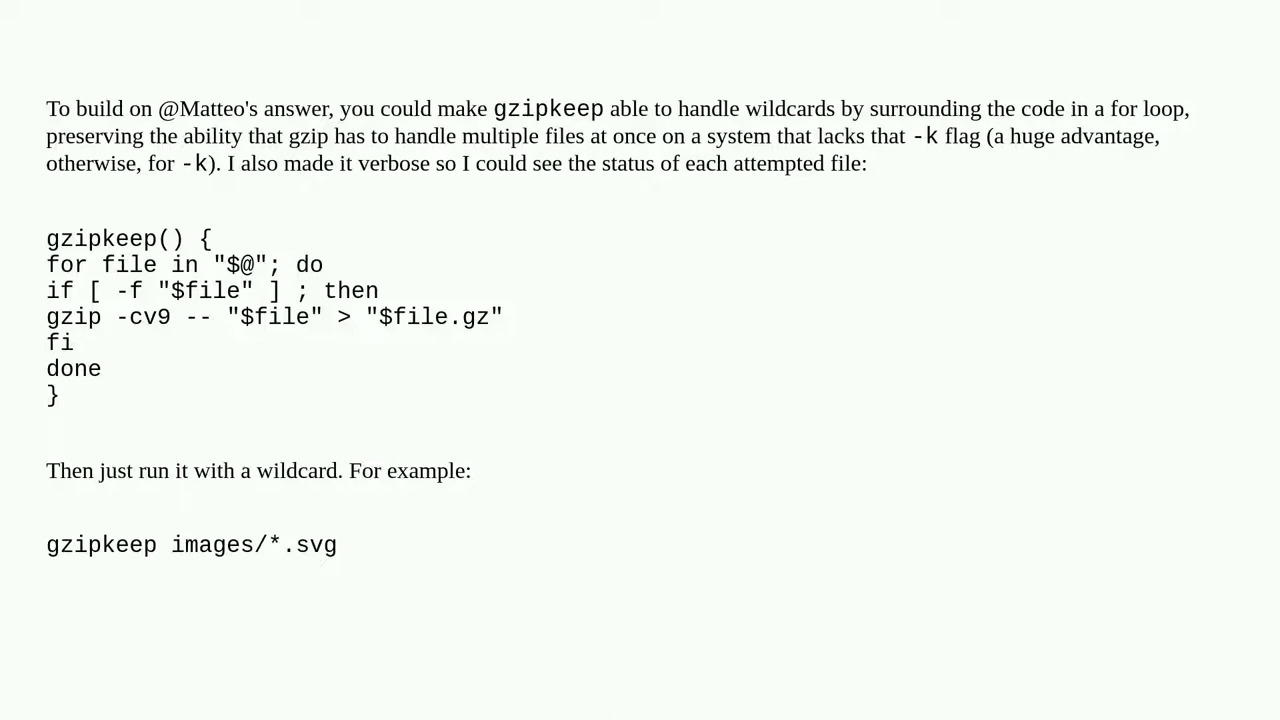 To build on @Matteo's answer, you could make gzipkeep able to handle wildcards by surrounding the code in a for loop,
preserving the ability that gzip has to handle multiple files at once on a system that lacks that -k flag (a huge advantage,
otherwise, for -k). I also made it verbose so I could see the status of each attempted file:
gzipkeep() {
for file in "$@"; do
if [ -f "$file" ] ; then
gzip -cv9 -- "$file" > "$file.gz"
fi
done
}
Then just run it with a wildcard. For example:
gzipkeep images/*.svg